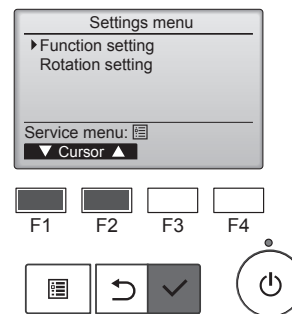 Settings menu
Function setting
Rotation setting
Service menu:
▼ Cursor ▲
F1 F2 F3 F4